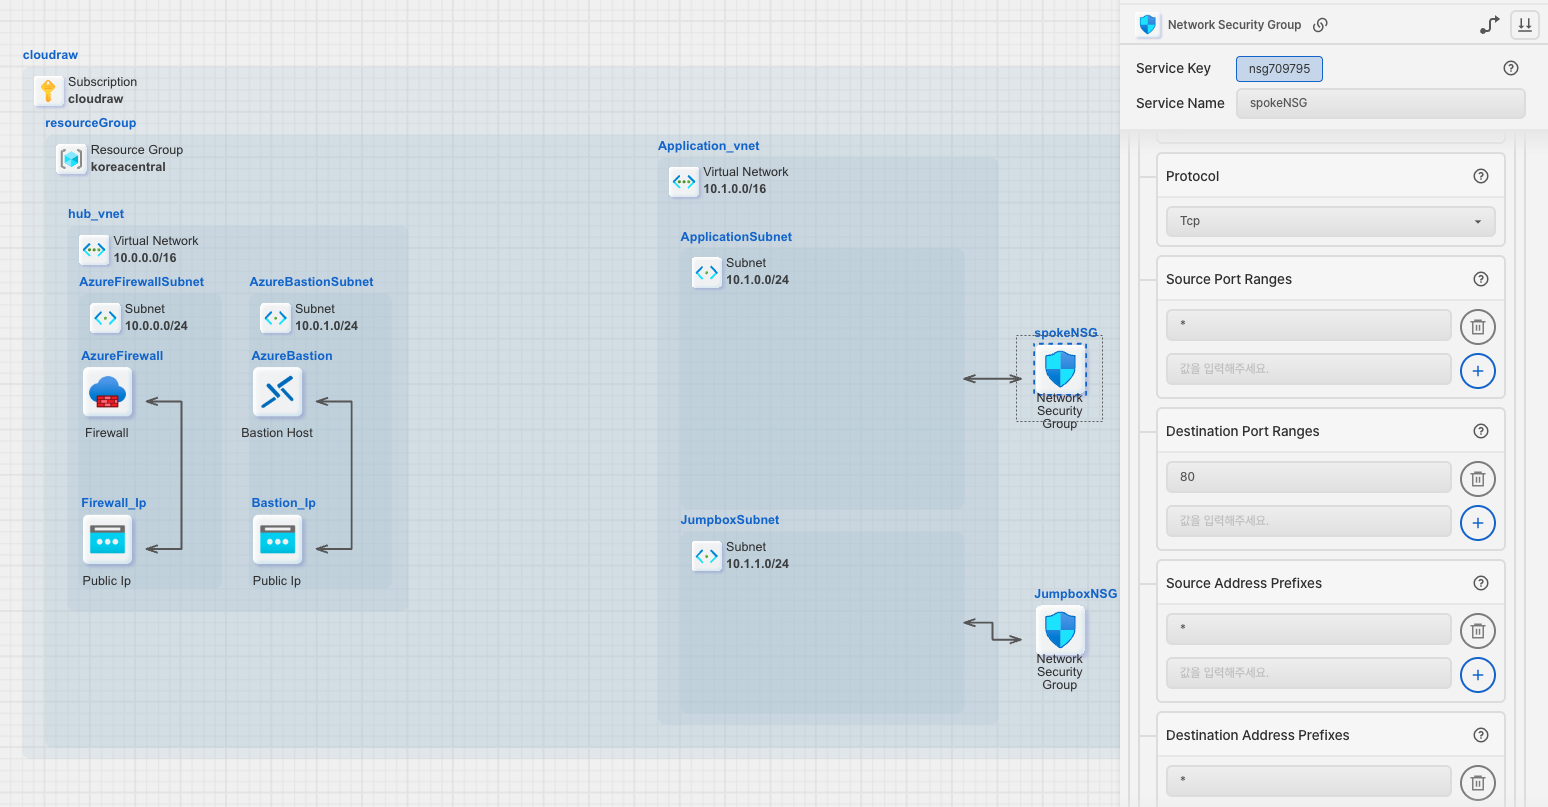 cloudraw
Subscription
cloudraw
resourceGroup
Resource Group
koreacentral
hub_vnet
Virtual Network
10.0.0.0/16
AzureFirewallSubnet
Subnet
10.0.0.0/24
AzureFirewall
Firewall
Firewall_Ip
Public Ip
AzureBastionSubnet
Subnet
10.0.1.0/24
AzureBastion
Bastion Host
Bastion_Ip
Public Ip
Application_vnet
Virtual Network
10.1.0.0/16
ApplicationSubnet
Subnet
10.1.0.0/24
spokeNSG
Network
Security
Group
JumpboxSubnet
Subnet
10.1.1.0/24
JumpboxNSG
Network
Security
Group
Network Security Group
Service Key
nsg709795
Service Name
spokeNSG
Protocol
Tcp
Source Port Ranges
*
값을 입력해주세요.
Destination Port Ranges
80
값을 입력해주세요.
Source Address Prefixes
*
값을 입력해주세요.
Destination Address Prefixes
*